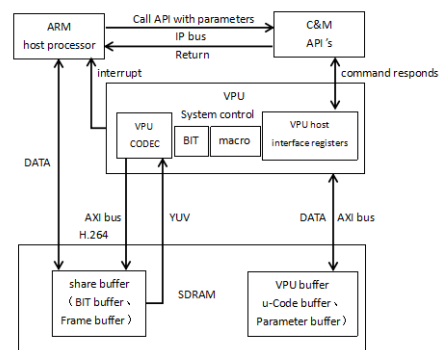 ARM
host processor
Call API with parameters
IP bus
Return
C&M
API 's
interrupt
command responds
VPU
System control
VPU
CODEC
BIT
macro
VPU host
interface registers
DATA
AXI bus
H.264
YUV
DATA
AXI bus
share buffer
（BIT buffer、
Frame buffer）
SDRAM
VPU buffer
u-Code buffer、
Parameter buffer）